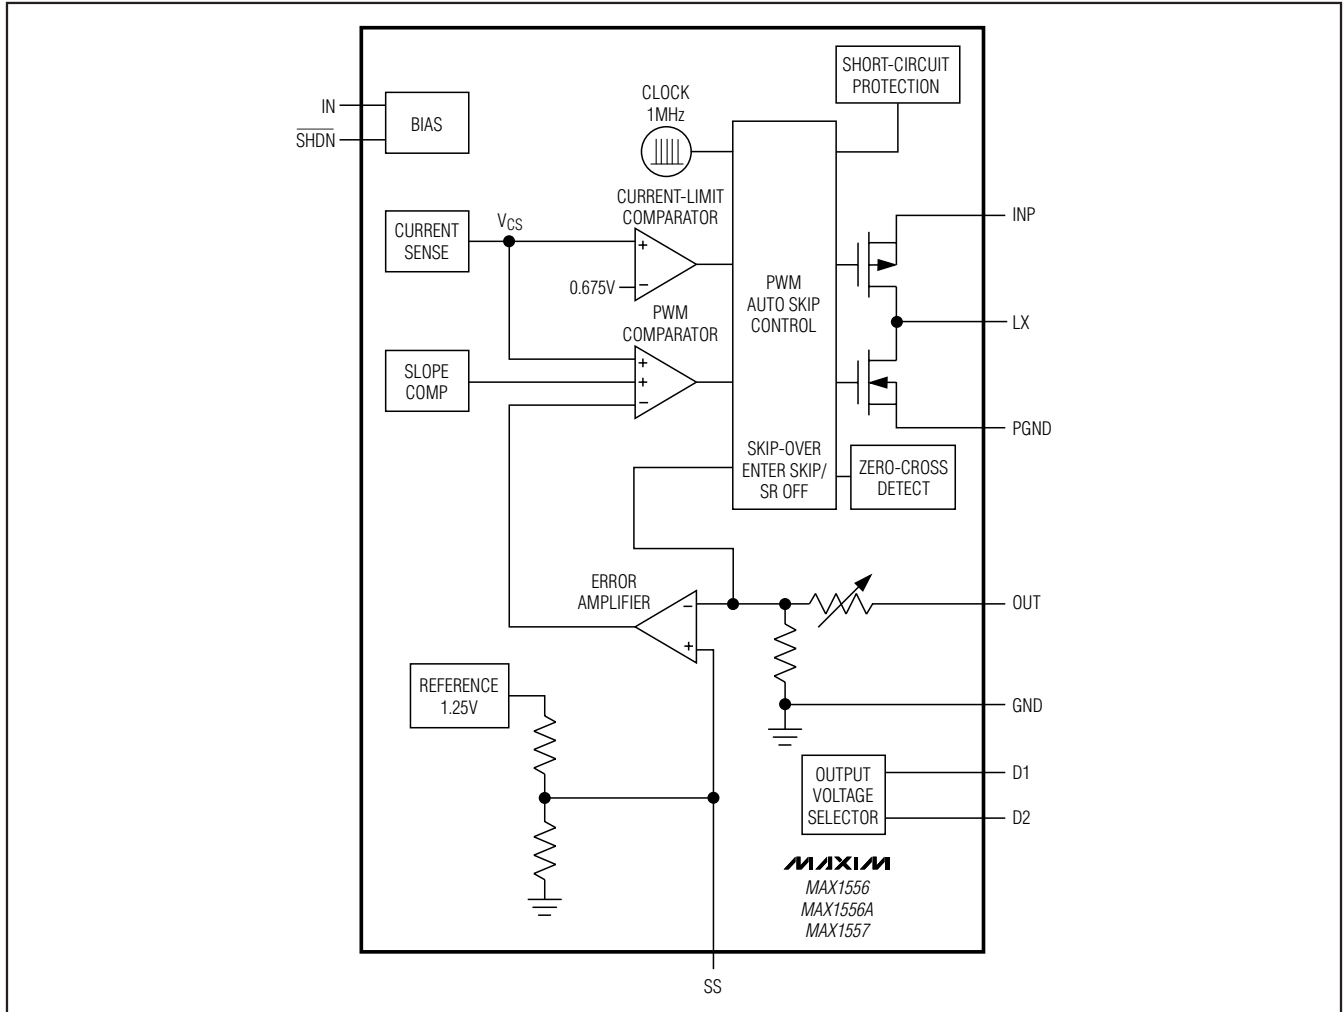 IN
SHDN
BIAS
CLOCK
1MHz
SHORT-CIRCUIT
PROTECTION
CURRENT
SENSE
VCS
CURRENT-LIMIT
COMPARATOR
+
−
0.675V
PWM
COMPARATOR
+
+
−
SLOPE
COMP
PWM
AUTO SKIP
CONTROL
SKIP-OVER
ENTER SKIP/
SR OFF
INP
LX
PGND
ZERO-CROSS
DETECT
ERROR
AMPLIFIER
−
+
OUT
GND
REFERENCE
1.25V
OUTPUT
VOLTAGE
SELECTOR
D1
D2
MAXIM
MAX1556
MAX1556A
MAX1557
SS